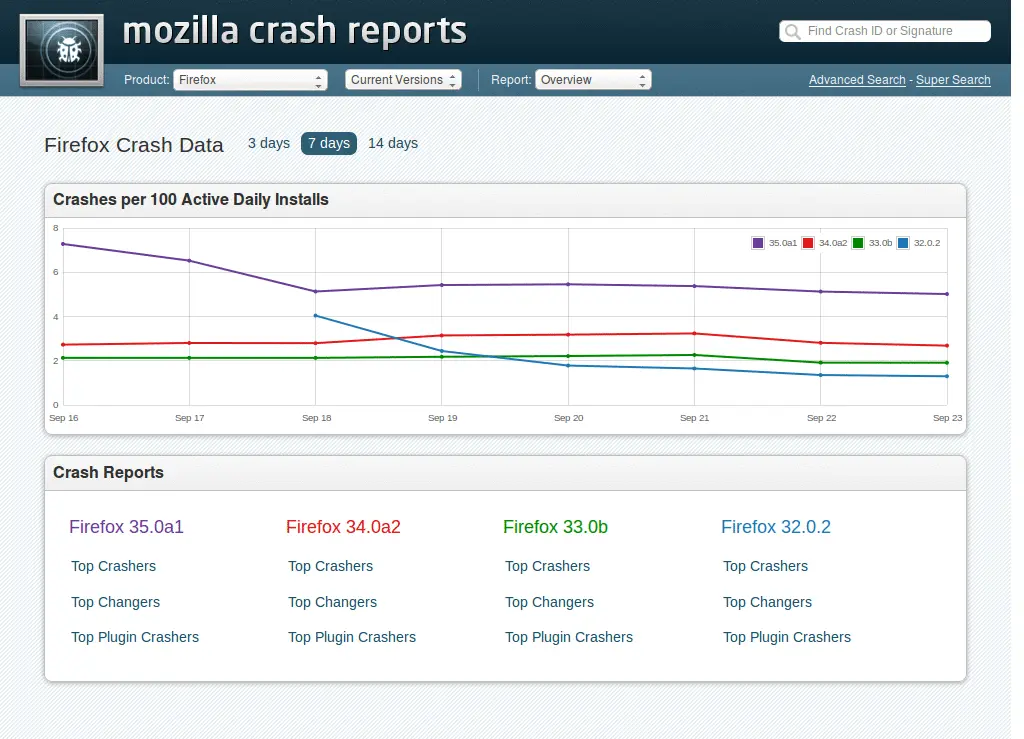 mozilla crash reports
Find Crash ID or Signature
Product: Firefox Current Versions Report: Overview Advanced Search - Super Search
Firefox Crash Data 3 days 7 days 14 days
Crashes per 100 Active Daily Installs
8
35.0a1 34.0a2 33.0b 32.0.2
6
4
2
0
Sep 16 Sep 17 Sep 18 Sep 19 Sep 20 Sep 21 Sep 22 Sep 23
Crash Reports
Firefox 35.0a1 Firefox 34.0a2 Firefox 33.0b Firefox 32.0.2
Top Crashers Top Crashers Top Crashers Top Crashers
Top Changers Top Changers Top Changers Top Changers
Top Plugin Crashers Top Plugin Crashers Top Plugin Crashers Top Plugin Crashers